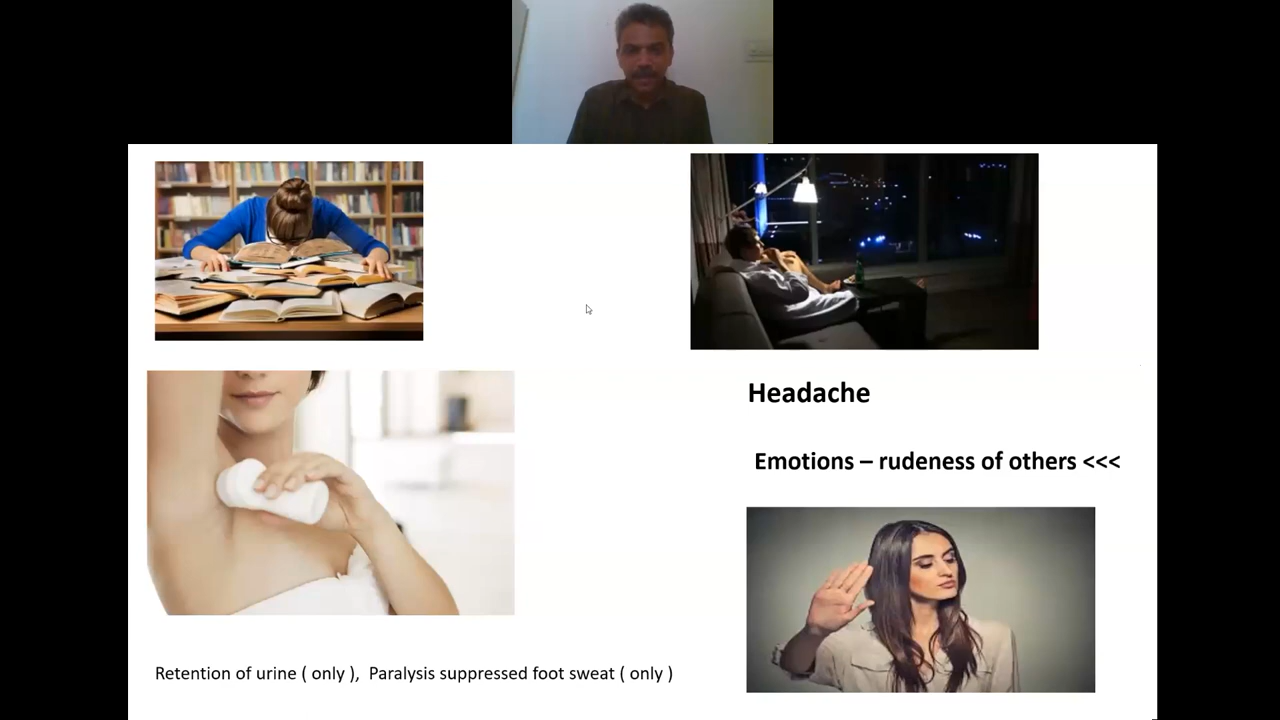 Headache
Emotions – rudeness of others <<<
Retention of urine ( only ),  Paralysis suppressed foot sweat ( only )